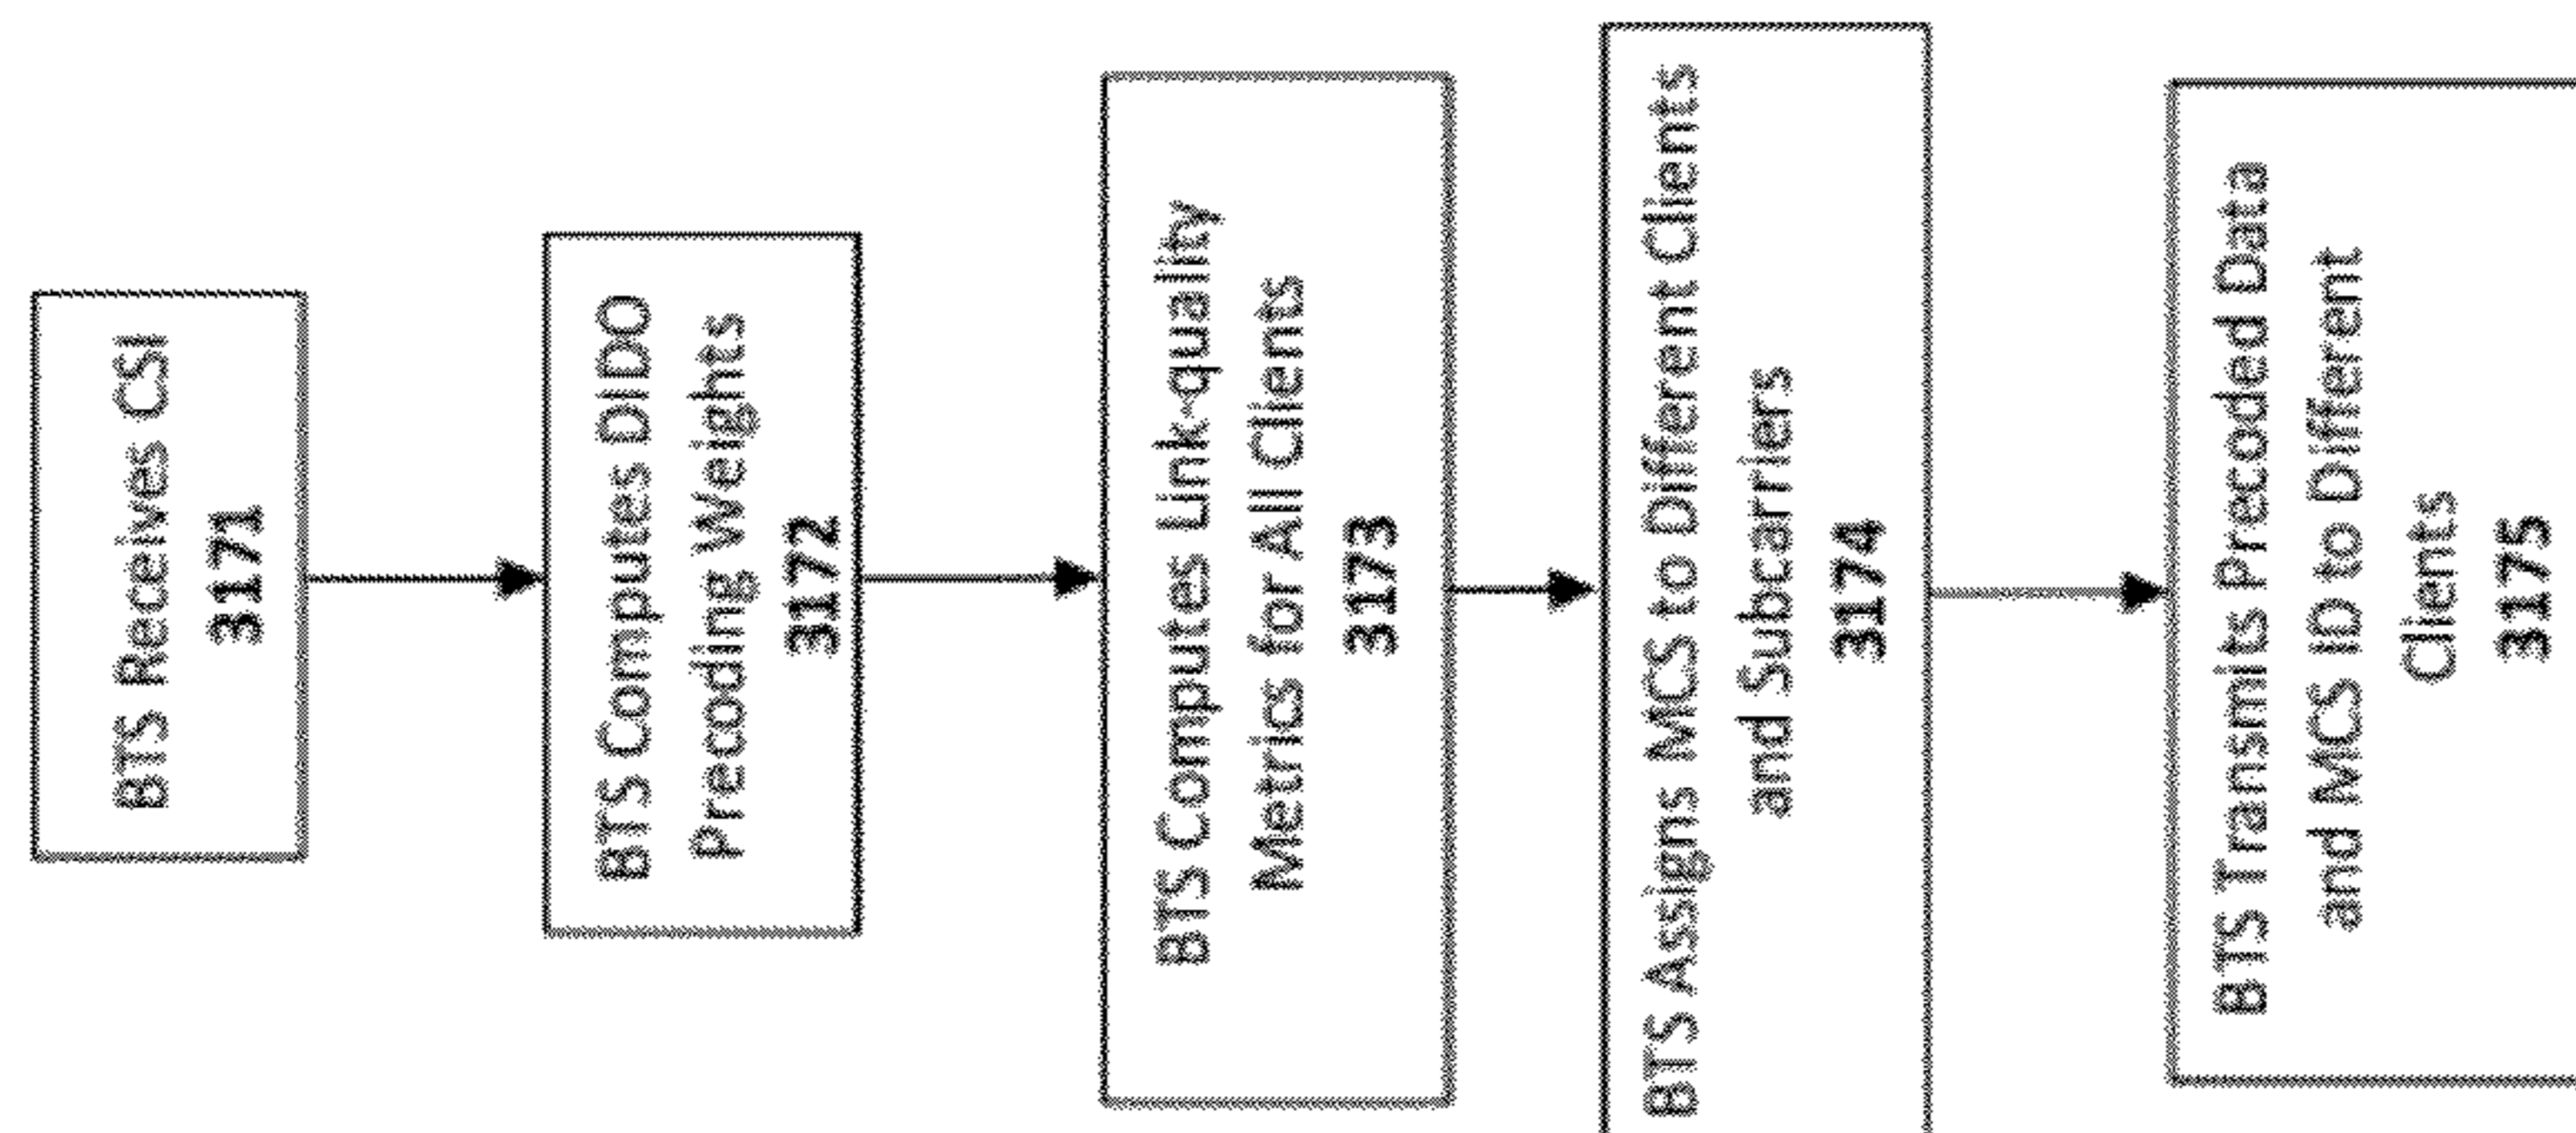 BTS Receives CSI
3171
BTS Computes DIDO
Precoding Weights
3172
BTS Computes Link-quality
Metrics for All Clients
3173
BTS Assigns MCS to Different Clients
and Subcarriers
3174
BTS Transmits Precoded Data
and MCS ID to Different
Clients
3175